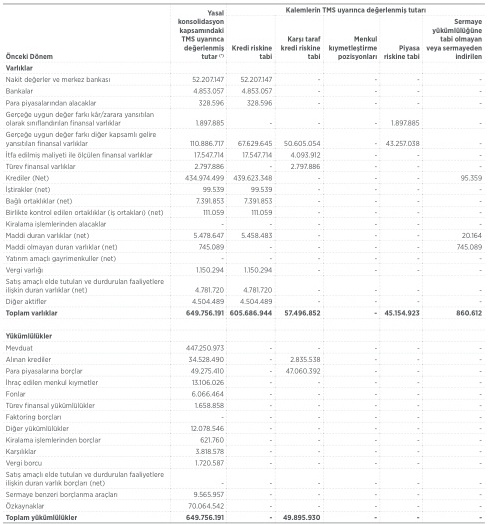 Kalemlerin TMS uyarınca değerlenmiş tutarı
Yasal konsolidasyon kapsamındaki TMS uyarınca değerlenmiş tutar (*)
Kredi riskine tabi
Karşı taraf kredi riskine tabi
Menkul kıymetleştirme pozisyonları
Piyasa riskine tabi
Sermaye yükümlülüğüne tabi olmayan veya sermayeden indirilen
Önceki Dönem
Varlıklar
Nakit değerler ve merkez bankası 52.207.147 52.207.147 - - - -
Bankalar 4.853.057 4.853.057 - - - -
Para piyasalarından alacaklar 328.596 328.596 - - - -
Gerçeğe uygun değer farkı kâr/zarara yansıtılan
olarak sınıflandırılan finansal varlıklar 1.897.885 - - - 1.897.885 -
Gerçeğe uygun değer farkı diğer kapsamlı gelire
yansıtılan finansal varlıklar 110.886.717 67.629.645 50.605.054 - 43.257.038 -
İtfa edilmiş maliyeti ile ölçülen finansal varlıklar 17.547.714 17.547.714 4.093.912 - - -
Türev finansal varlıklar 2.797.886 - 2.797.886 - - -
Krediler (Net) 434.974.499 439.623.348 - - - 95.359
İştirakler (net) 99.539 99.539 - - - -
Bağlı ortaklıklar (net) 7.391.853 7.391.853 - - - -
Birlikte kontrol edilen ortaklıklar (iş ortakları) (net) 111.059 111.059 - - - -
Kiralama işlemlerinden alacaklar - - - - - -
Maddi duran varlıklar (net) 5.478.647 5.458.483 - - - 20.164
Maddi olmayan duran varlıklar (net) 745.089 - - - - 745.089
Yatırım amaçlı gayrimenkuller (net) - - - - - -
Vergi varlığı 1.150.294 1.150.294 - - - -
Satış amaçlı elde tutulan ve durdurulan faaliyetlere
ilişkin duran varlıklar (net) 4.781.720 4.781.720 - - - -
Diğer aktifler 4.504.489 4.504.489 - - - -
Toplam varlıklar 649.756.191 605.686.944 57.496.852 - 45.154.923 860.612
Yükümlülükler
Mevduat 447.250.973 - - - - -
Alınan krediler 34.528.490 - 2.835.538 - - -
Para piyasalarına borçlar 49.275.410 - 47.060.392 - - -
İhraç edilen menkul kıymetler 13.106.026 - - - - -
Fonlar 6.066.464 - - - - -
Türev finansal yükümlülükler 1.658.858 - - - - -
Faktoring borçları - - - - - -
Diğer yükümlülükler 12.078.546 - - - - -
Kiralama işlemlerinden borçlar 621.760 - - - - -
Karşılıklar 3.818.578 - - - - -
Vergi borcu 1.720.587 - - - - -
Satış amaçlı elde tutulan ve durdurulan faaliyetlere
ilişkin duran varlık borçları (net) - - - - - -
Sermaye benzeri borçlanma araçları 9.565.957 - - - - -
Özkaynaklar 70.064.542 - - - - -
Toplam yükümlülükler 649.756.191 - 49.895.930 - - -